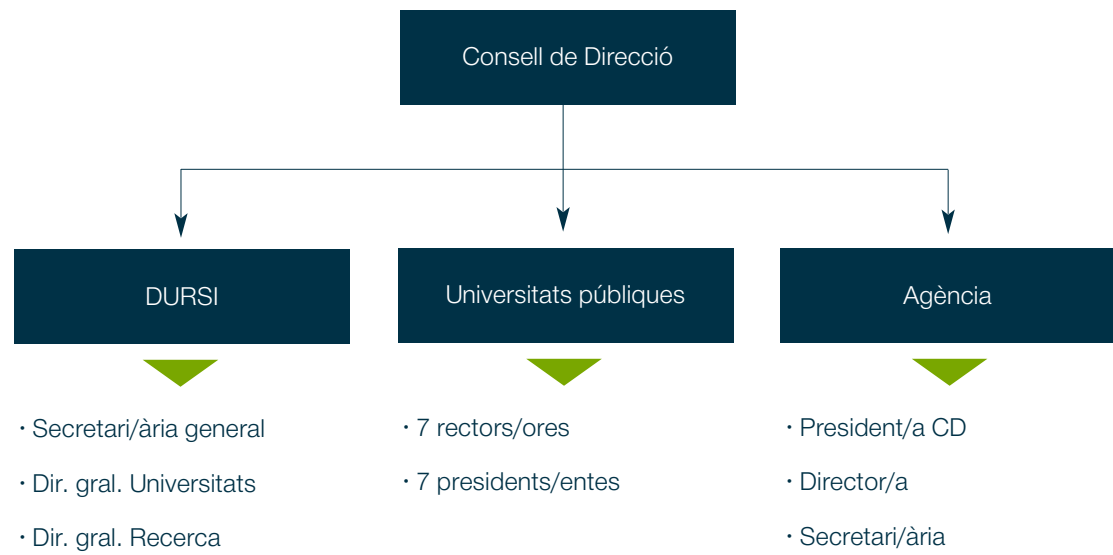 Consell de Direcció
DURSI
Universitats públiques
Agència
· Secretari/ària general
· Dir. gral. Universitats
· Dir. gral. Recerca
· 7 rectors/ores
· 7 presidents/entes
· President/a CD
· Director/a
· Secretari/ària